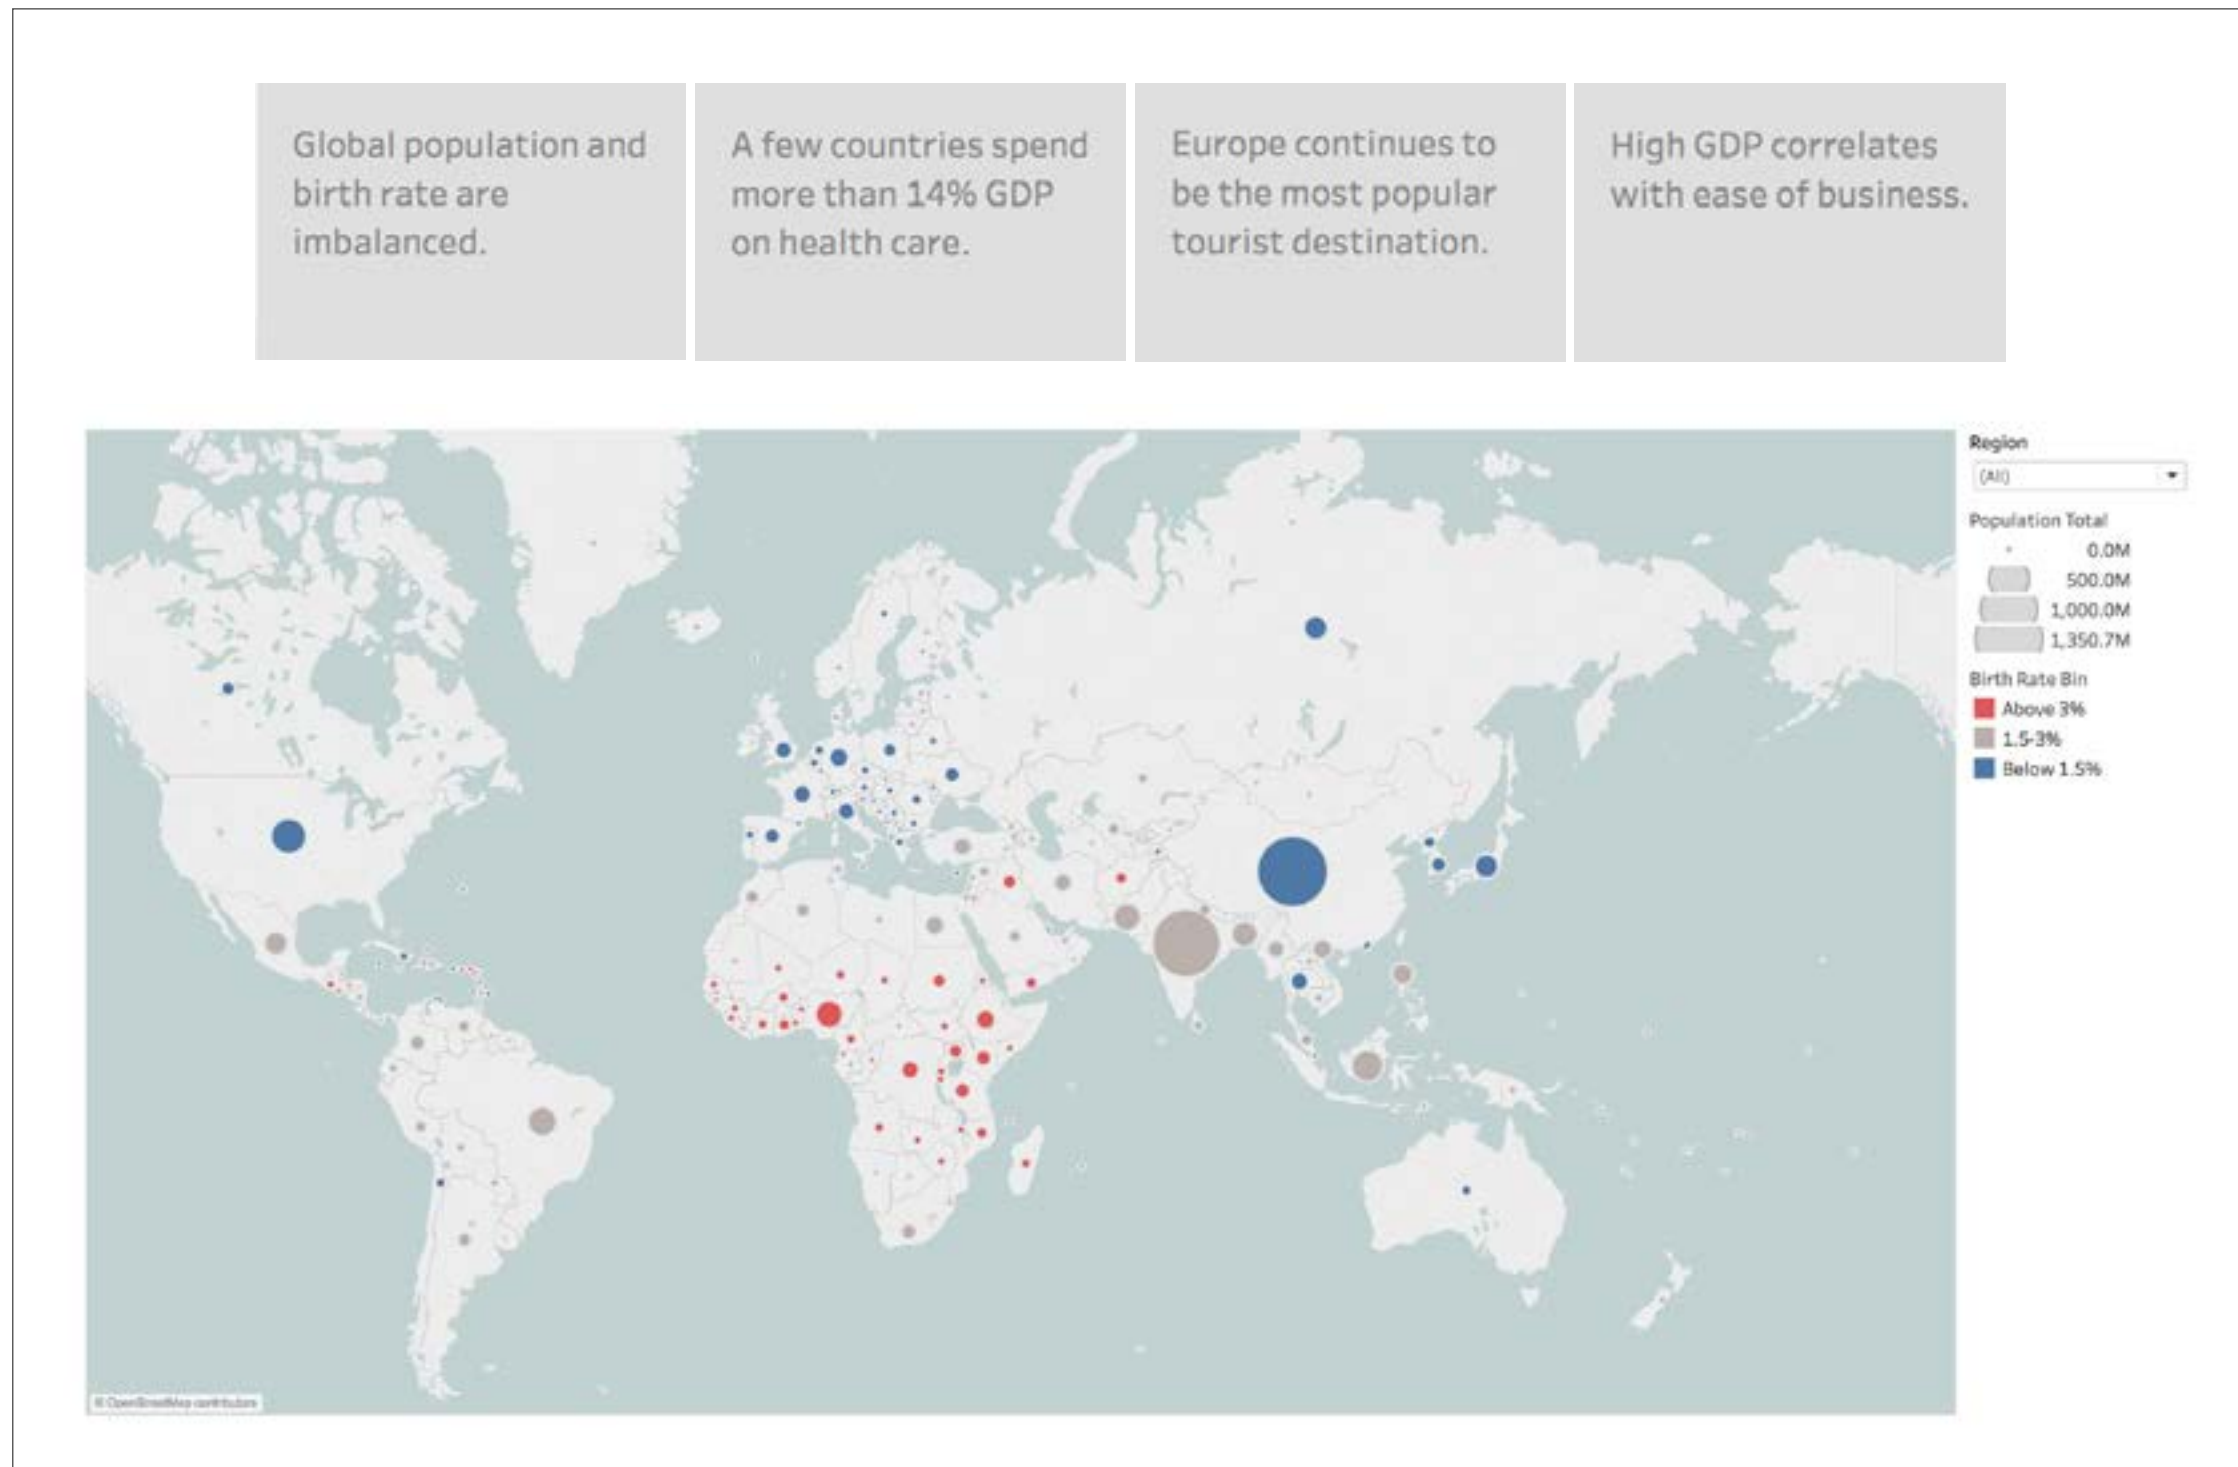 Global population and
birth rate are
imbalanced.
A few countries spend
more than 14% GDP
on health care.
Europe continues to
be the most popular
tourist destination.
High GDP correlates
with ease of business.
Region
(All)
Population Total
0.0M
500.0M
1,000.0M
1,350.7M
Birth Rate Bin
Above 3%
1.5-3%
Below 1.5%
© OpenStreetMap contributors